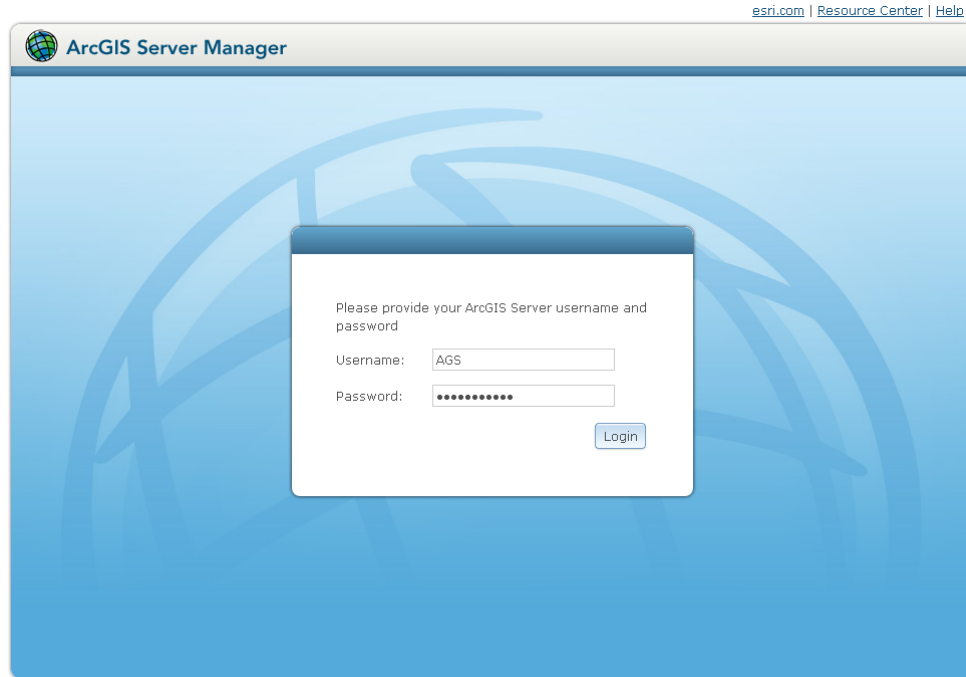 esri.com | Resource Center | Help
ArcGIS Server Manager
Please provide your ArcGIS Server username and
password
Username: AGS
Password: •••••••••••
Login